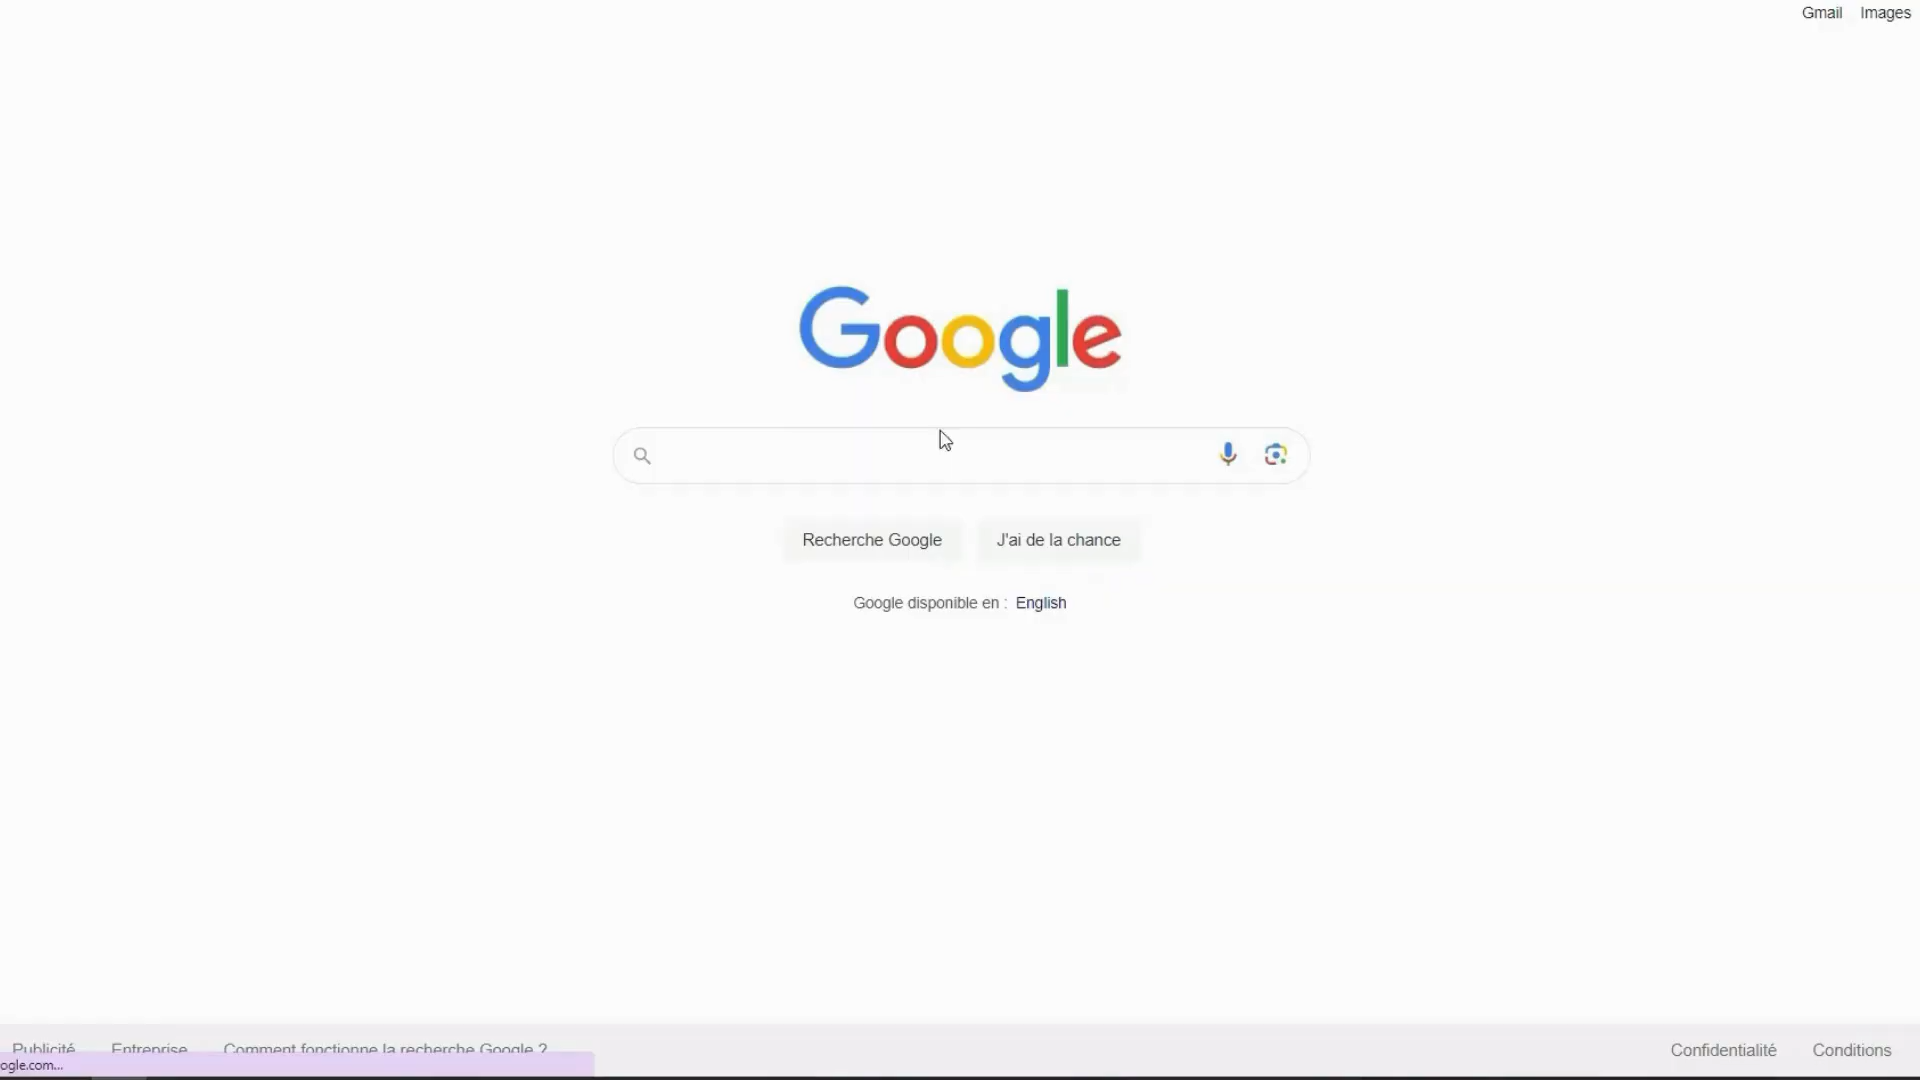 Gmail Images
Google
Recherche Google J'ai de la chance
Google disponible en : English
Publicité Entreprise Comment fonctionne la recherche Google ? Confidentialité Conditions
ogle.com...